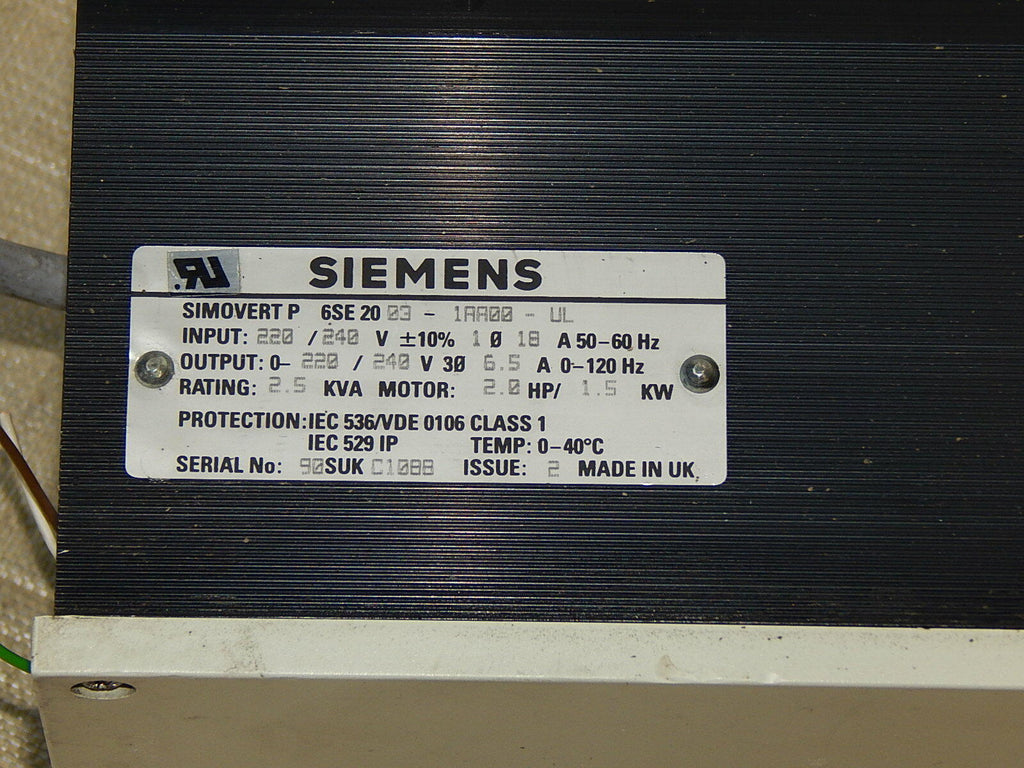 SIEMENS
SIMOVERT P 6SE 20 03 - 1AA00 - UL
INPUT: 220 / 240 V ±10% 1 Ø 18 A 50-60 Hz
OUTPUT: 0- 220 / 240 V 3Ø 6.5 A 0-120 Hz
RATING: 2.5 KVA MOTOR: 2.0 HP/ 1.5 KW
PROTECTION: IEC 536/VDE 0106 CLASS 1
IEC 529 IP TEMP: 0-40°C
SERIAL No: 90SUK C1088 ISSUE: 2 MADE IN UK